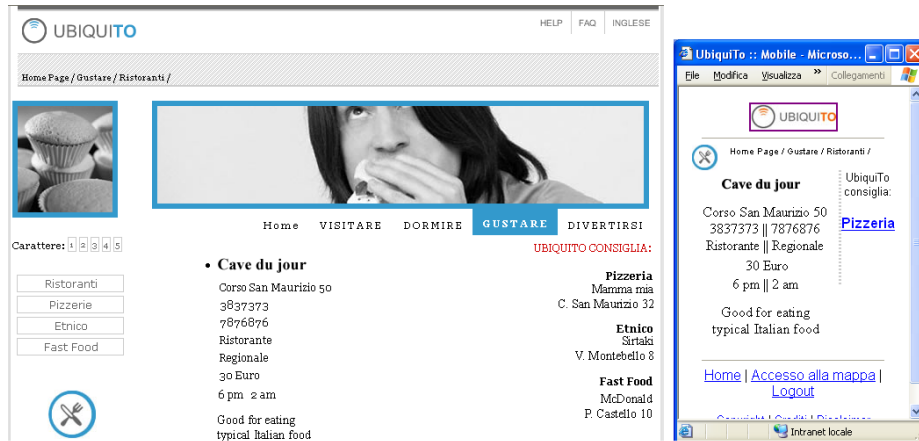 UBIQUITO
HELP FAQ INGLESE
Home Page / Gustare / Ristoranti /
Home VISITARE DORMIRE GUSTARE DIVERTIRSI
Carattere: 1 2 3 4 5
Ristoranti
Pizzerie
Etnico
Fast Food
• Cave du jour
Corso San Maurizio 50
3837373
7876876
Ristorante
Regionale
30 Euro
6 pm 2 am
Good for eating
typical Italian food
UBIQUITO CONSIGLIA:
Pizzeria
Mamma mia
C. San Maurizio 32
Etnico
Sirtaki
V. Montebello 8
Fast Food
McDonald
P. Castello 10
UbiquiTo :: Mobile - Microso...
File Modifica Visualizza » Collegamenti
UBIQUITO
Home Page / Gustare / Ristoranti /
Cave du jour
Corso San Maurizio 50
3837373 || 7876876
Ristorante || Regionale
30 Euro
6 pm || 2 am
Good for eating
typical Italian food
UbiquiTo
consiglia:
Pizzeria
Home | Accesso alla mappa |
Logout
Copyright | Crediti | Disclaimer
Intranet locale